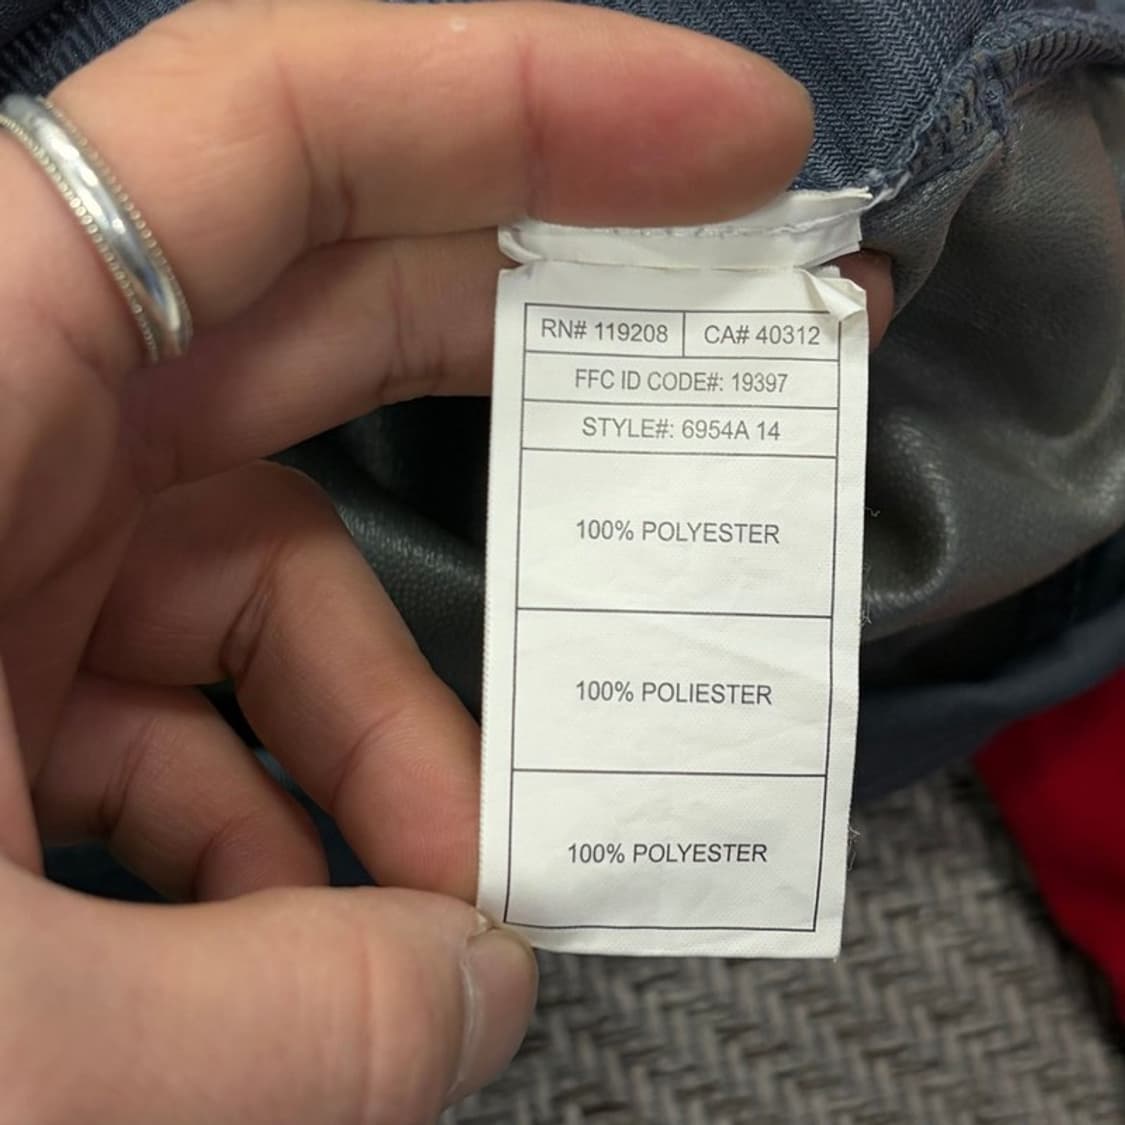 RN# 119208 CA# 40312
FFC ID CODE#: 19397
STYLE#: 6954A 14
100% POLYESTER
100% POLIESTER
100% POLYESTER